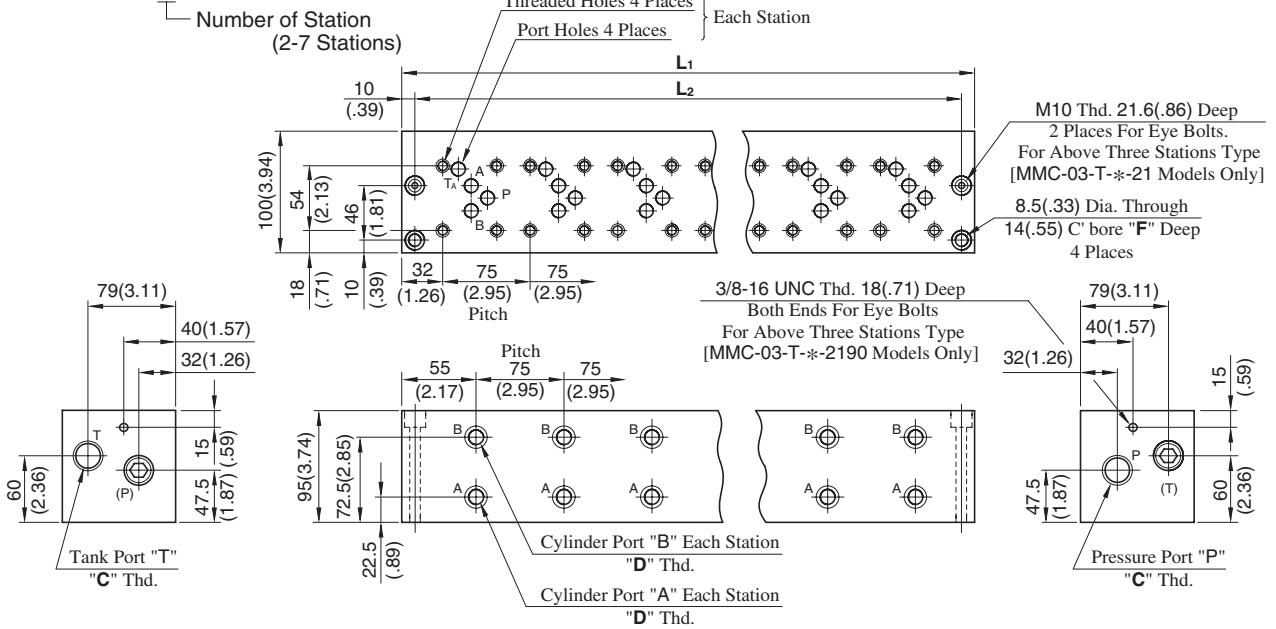 Number of Station
(2-7 Stations)
Threaded Holes 4 Places
Port Holes 4 Places
Each Station
L1
10
(.39)
L2
100(3.94)
54
(2.13)
46
(1.81)
18
(.71)
10
(.39)
TA
A
P
B
32
(1.26)
75
(2.95)
75
(2.95)
Pitch
M10 Thd. 21.6(.86) Deep
2 Places For Eye Bolts.
For Above Three Stations Type
[MMC-03-T-*-21 Models Only]
8.5(.33) Dia. Through
14(.55) C' bore "F" Deep
4 Places
3/8-16 UNC Thd. 18(.71) Deep
Both Ends For Eye Bolts
For Above Three Stations Type
[MMC-03-T-*-2190 Models Only]
79(3.11)
40(1.57)
32(1.26)
T
(P)
15
(.59)
60
(2.36)
47.5
(1.87)
Tank Port "T"
"C" Thd.
Pitch
55
(2.17)
75
(2.95)
75
(2.95)
95(3.74)
72.5(2.85)
22.5
(.89)
B B B B B
A A A A A
Cylinder Port "B" Each Station
"D" Thd.
Cylinder Port "A" Each Station
"D" Thd.
79(3.11)
40(1.57)
32(1.26)
15
(.59)
P
(T)
47.5
(1.87)
60
(2.36)
Pressure Port "P"
"C" Thd.